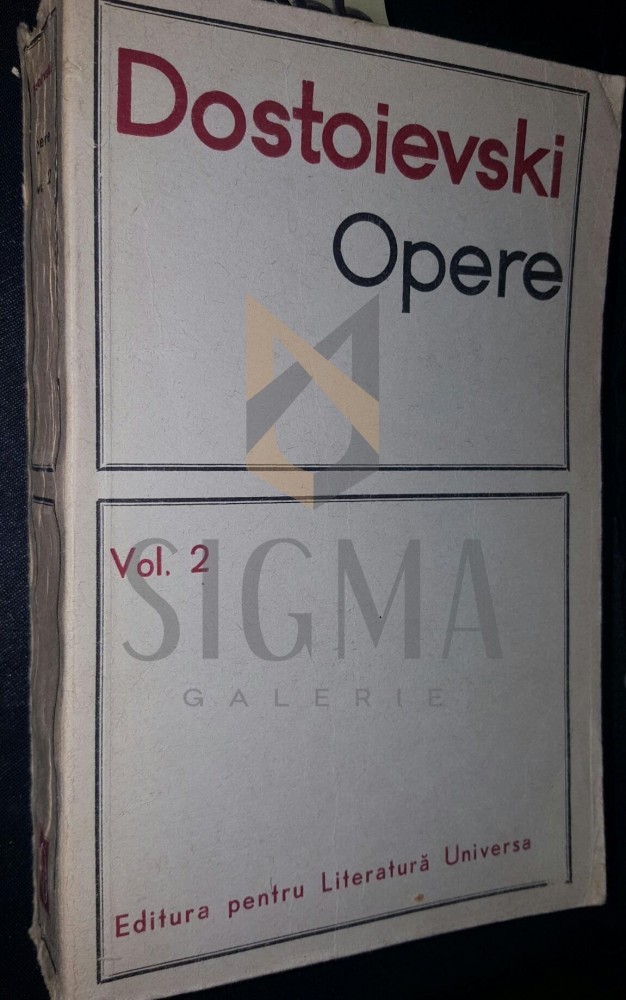 Dostoievski
Opere
Vol. 2
SIGMA
GALERIE
Editura pentru Literatură Universa